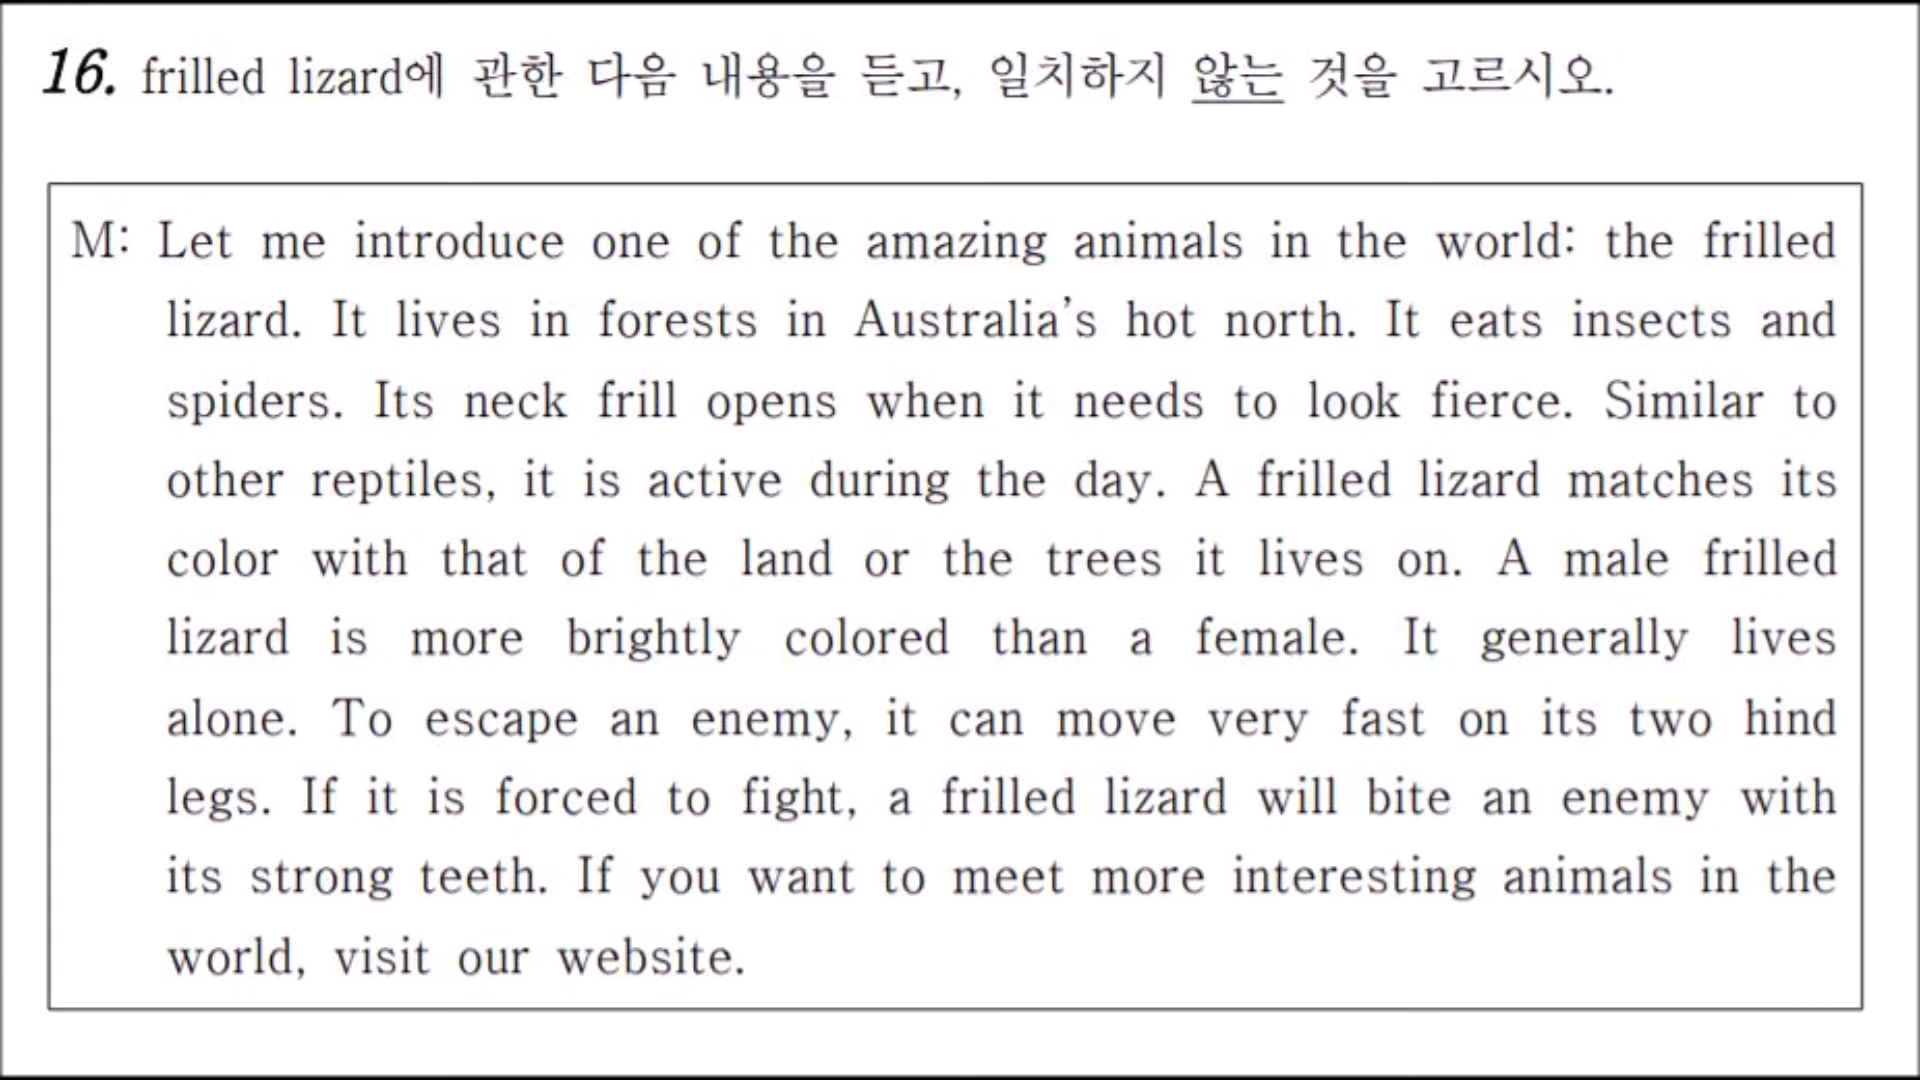 16. frilled lizard에 관한 다음 내용을 듣고, 일치하지 않는 것을 고르시오.
M: Let me introduce one of the amazing animals in the world: the frilled
lizard. It lives in forests in Australia's hot north. It eats insects and
spiders. Its neck frill opens when it needs to look fierce. Similar to
other reptiles, it is active during the day. A frilled lizard matches its
color with that of the land or the trees it lives on. A male frilled
lizard is more brightly colored than a female. It generally lives
alone. To escape an enemy, it can move very fast on its two hind
legs. If it is forced to fight, a frilled lizard will bite an enemy with
its strong teeth. If you want to meet more interesting animals in the
world, visit our website.